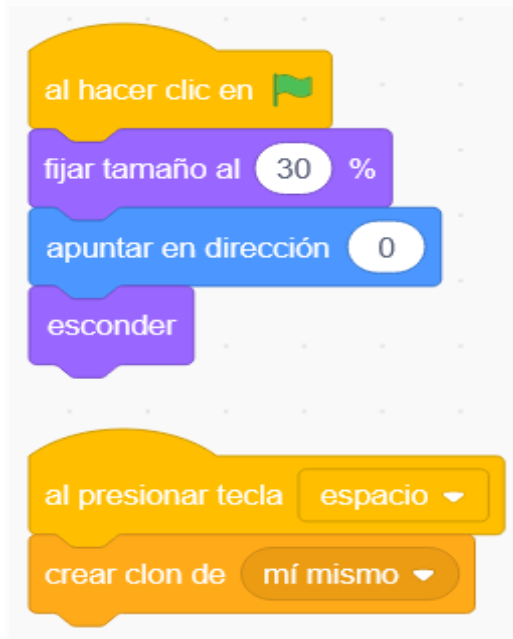 al hacer clic en
fijar tamaño al 30 %
apuntar en dirección 0
esconder
al presionar tecla espacio
crear clon de mí mismo